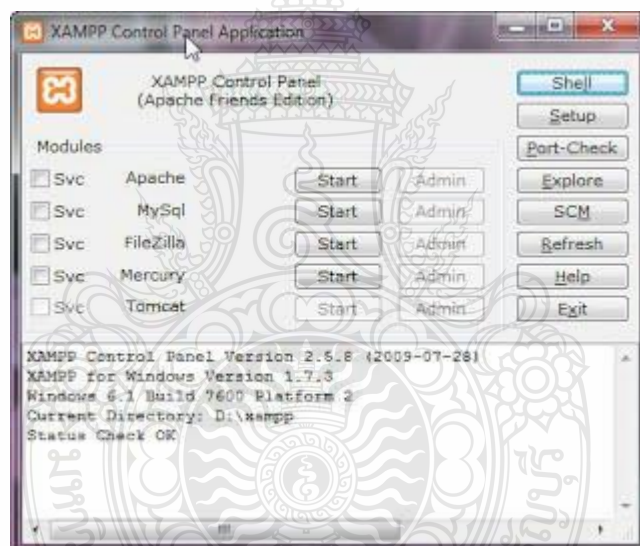 XAMPP Control Panel Application
XAMPP Control Panel
(Apache Friends Edition)
Shell
Setup
Modules
Port-Check
Svc Apache Start Admin Explore
Svc MySql Start Admin SCM
Svc FileZilla Start Admin Refresh
Svc Mercury Start Admin Help
Svc Tomcat Start Admin Exit
XAMPP Control Panel Version 2.5.8 (2009-07-28)
XAMPP for Windows Version 1.7.3
Windows 6.1 Build 7600 Platform 2
Current Directory: D:\xampp
Status Check OK